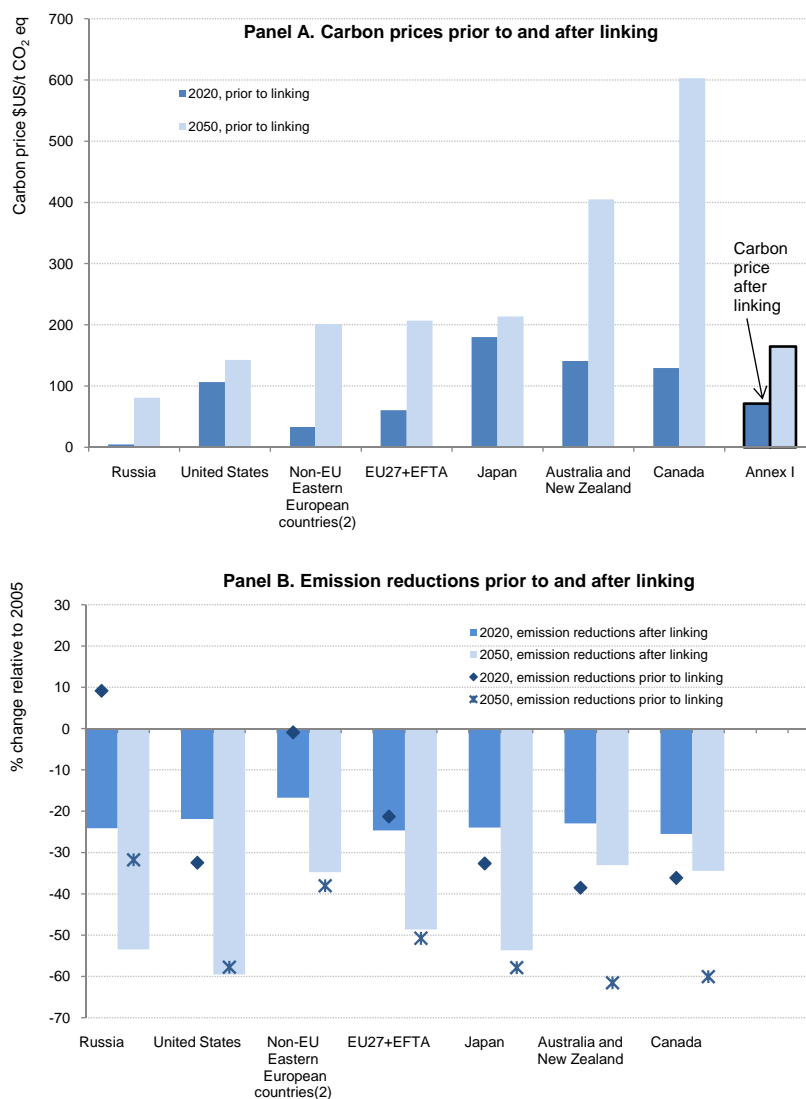 Panel A. Carbon prices prior to and after linking
Carbon price $US/t CO2 eq
700
600
500
400
300
200
100
0
2020, prior to linking
2050, prior to linking
Carbon
price
after
linking
Russia
United States
Non-EU
Eastern
European
countries(2)
EU27+EFTA
Japan
Australia and
New Zealand
Canada
Annex I
Panel B. Emission reductions prior to and after linking
% change relative to 2005
30
20
10
0
-10
-20
-30
-40
-50
-60
-70
2020, emission reductions after linking
2050, emission reductions after linking
2020, emission reductions prior to linking
2050, emission reductions prior to linking
Russia
United States
Non-EU
Eastern
European
countries(2)
EU27+EFTA
Japan
Australia and
New Zealand
Canada